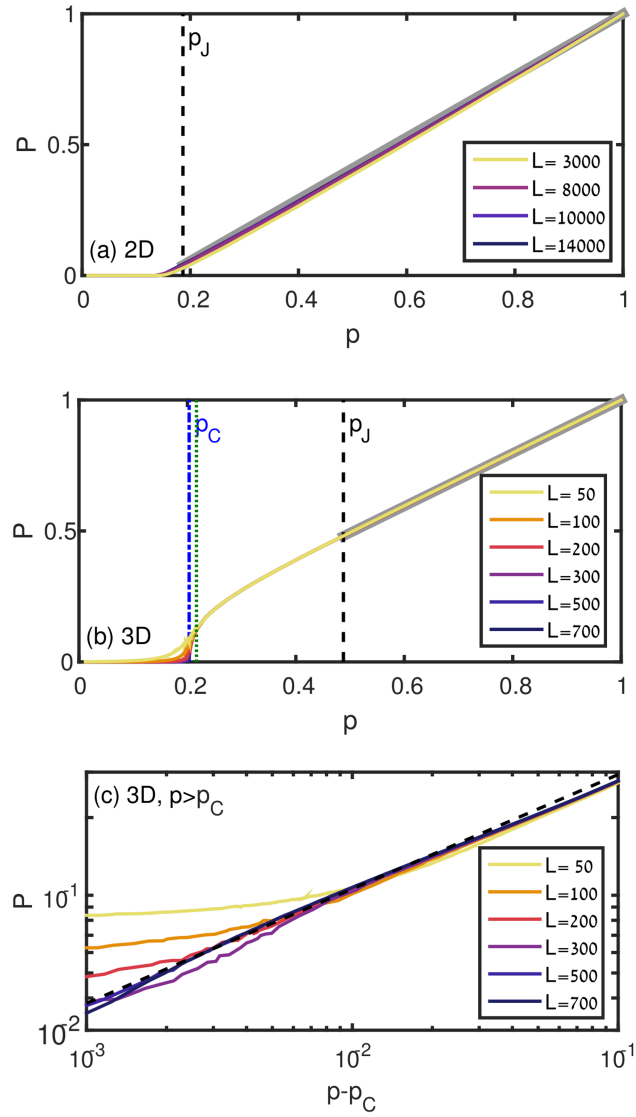 1
p_J
P
0.5
L= 3000
L= 8000
L=10000
L=14000
(a) 2D
0
0 0.2 0.4 0.6 0.8 1
p
1
p_C
p_J
P
0.5
L= 50
L=100
L=200
L=300
L=500
L=700
(b) 3D
0
0 0.2 0.4 0.6 0.8 1
p
(c) 3D, p>p_C
P
10^-1
L= 50
L=100
L=200
L=300
L=500
L=700
10^-2
10^-3 10^-2 10^-1
p-p_C